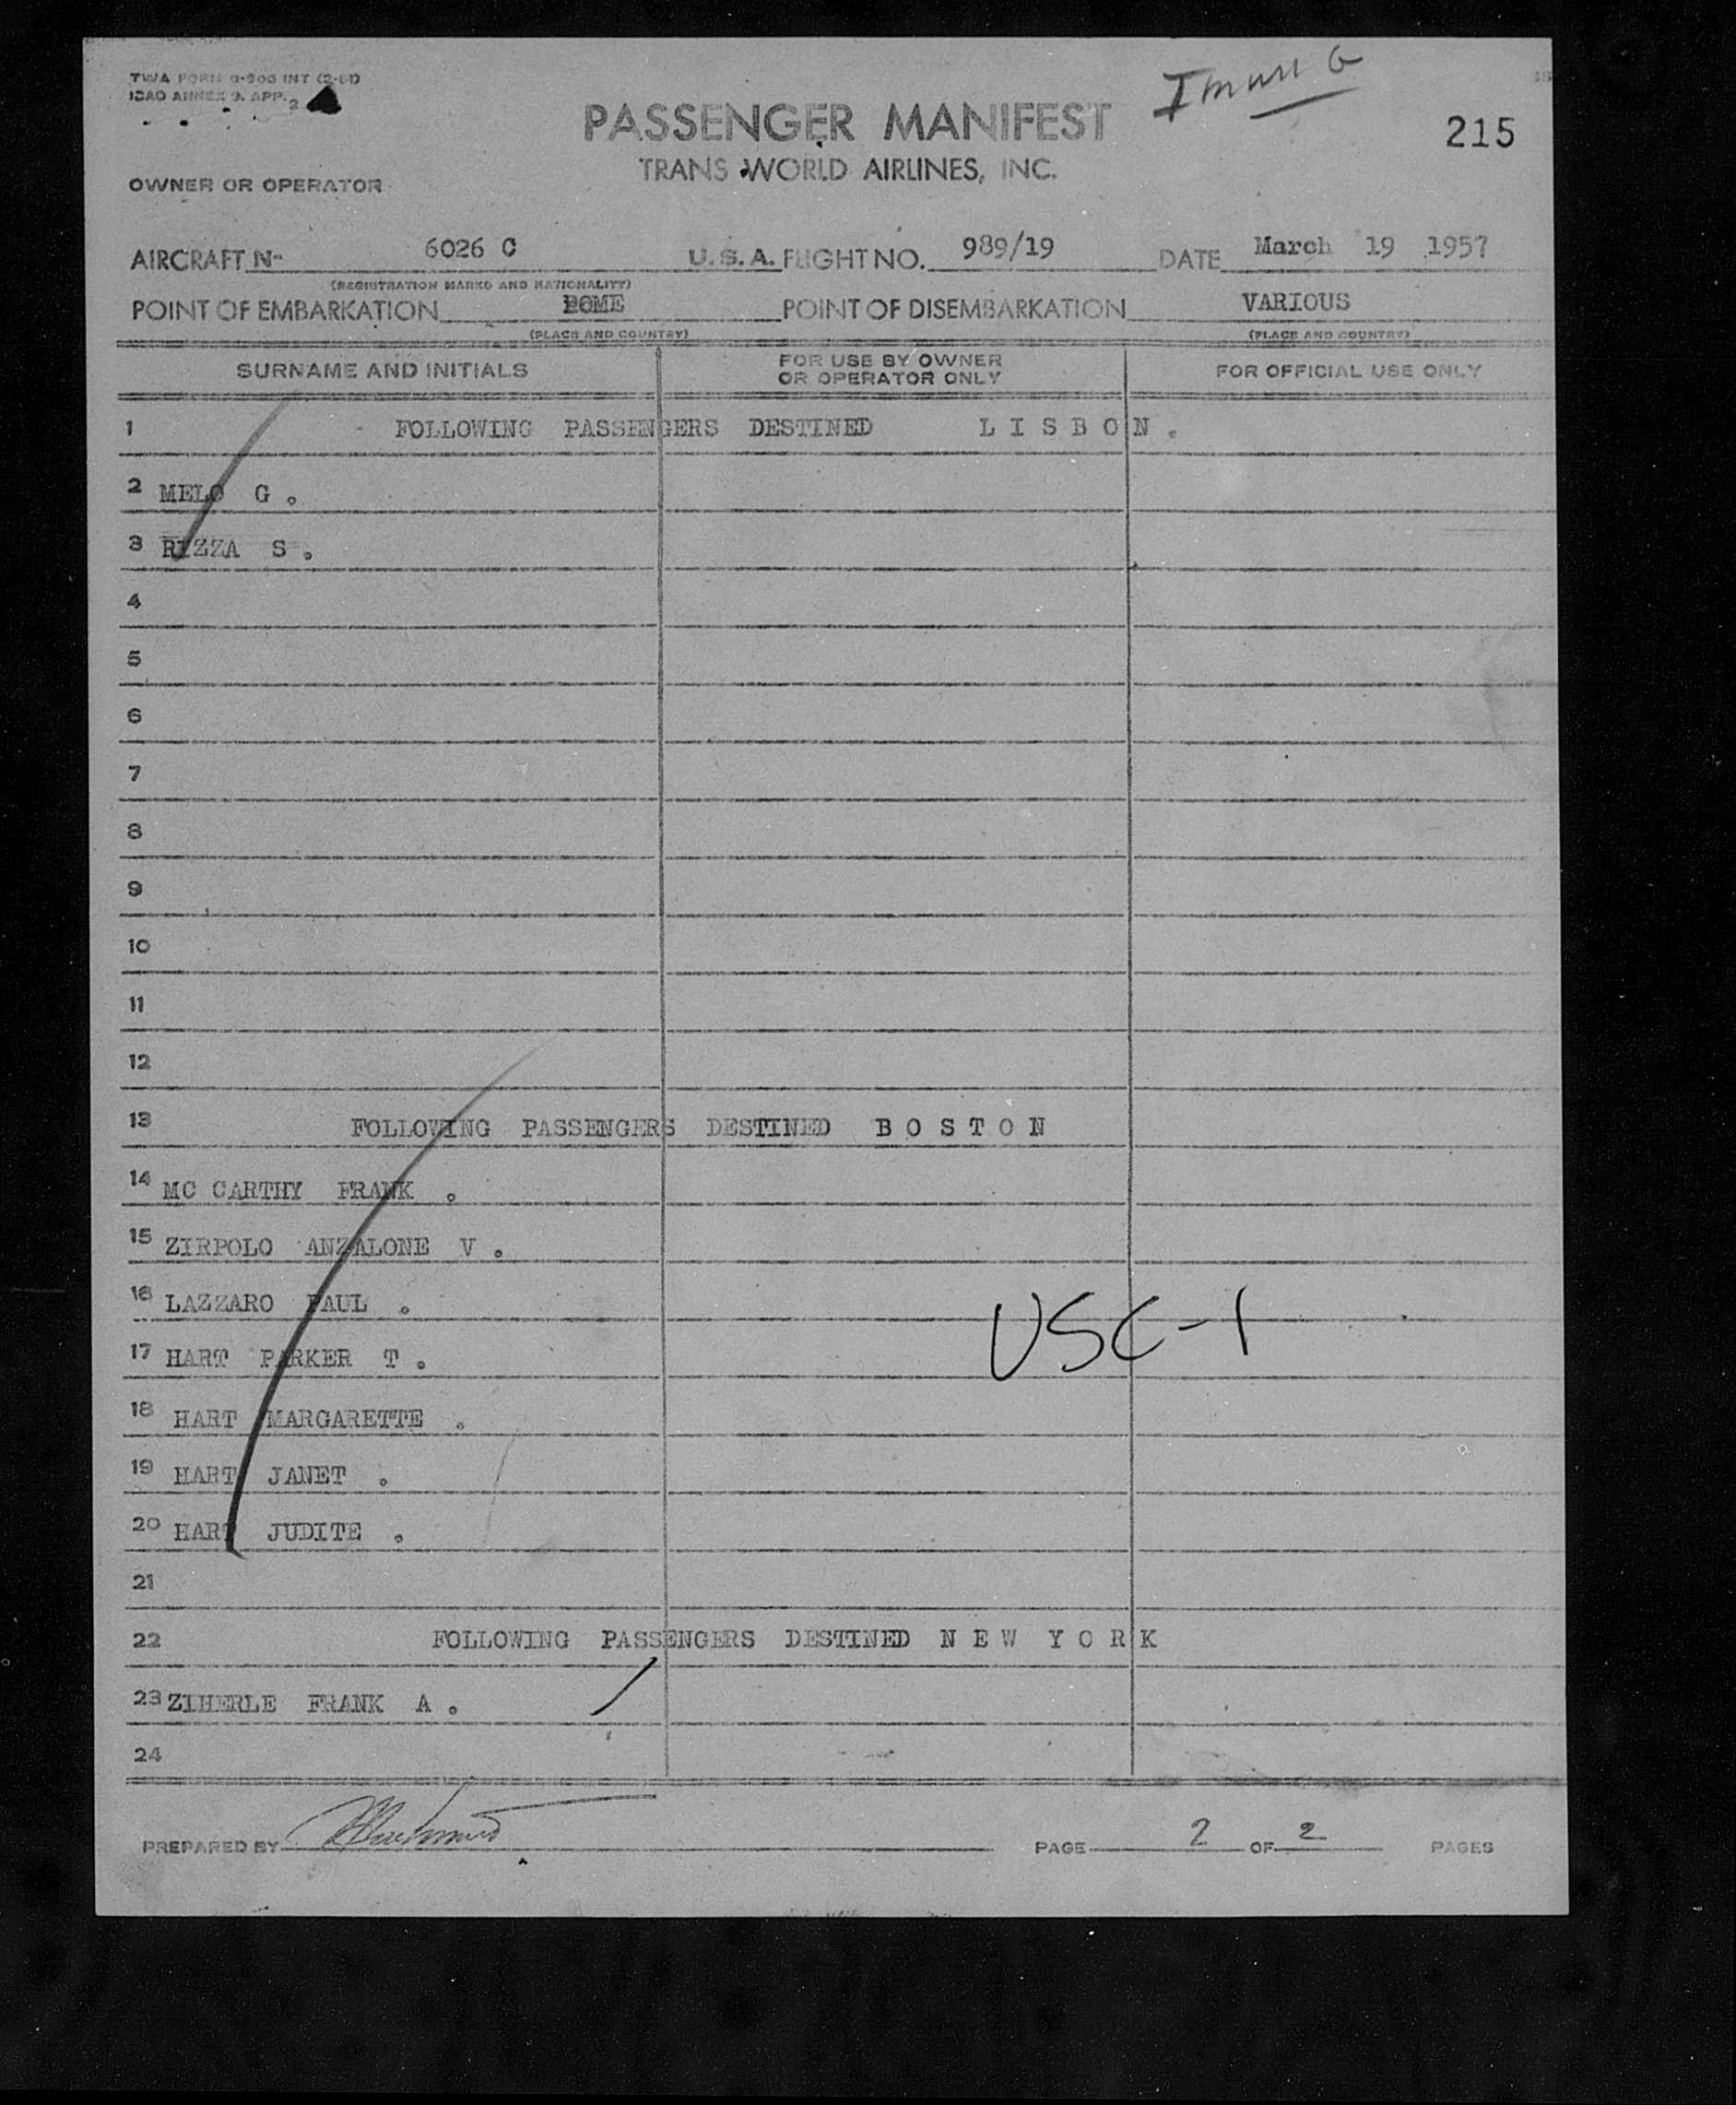 TWA FORM 0-900 INT (2-51)
ICAO ANNEX 9. APP. 2
Immi G
PASSENGER MANIFEST
215
TRANS WORLD AIRLINES, INC.
OWNER OR OPERATOR
AIRCRAFT N- 6026 C U.S.A. FLIGHT NO. 989/19 DATE March 19 1957
(REGISTRATION MARKS AND NATIONALITY)
POINT OF EMBARKATION ROME POINT OF DISEMBARKATION VARIOUS
(PLACE AND COUNTRY) (PLACE AND COUNTRY)
SURNAME AND INITIALS FOR USE BY OWNER OR OPERATOR ONLY FOR OFFICIAL USE ONLY
1 FOLLOWING PASSENGERS DESTINED L I S B O N .
2 MELO G .
3 RIZZA S .
4
5
6
7
8
9
10
11
12
13 FOLLOWING PASSENGERS DESTINED B O S T O N
14 MC CARTHY FRANK .
15 ZIRPOLO ANZALONE V .
16 LAZZARO PAUL .
USC-1
17 HART PARKER T .
18 HART MARGARETTE .
19 HART JANET .
20 HART JUDITE .
21
22 FOLLOWING PASSENGERS DESTINED N E W Y O R K
23 ZIHERLE FRANK A .
24
PREPARED BY PAGE 2 OF 2 PAGES